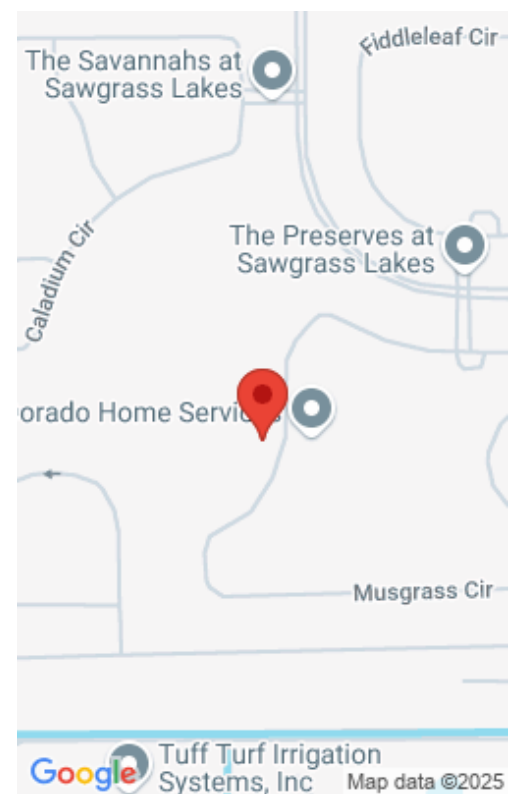 Fiddleleaf Cir
The Savannahs at
Sawgrass Lakes
Caladium Cir
The Preserves at
Sawgrass Lakes
orado Home Services
Musgrass Cir
Tuff Turf Irrigation
Systems, Inc
Google
Map data ©2025